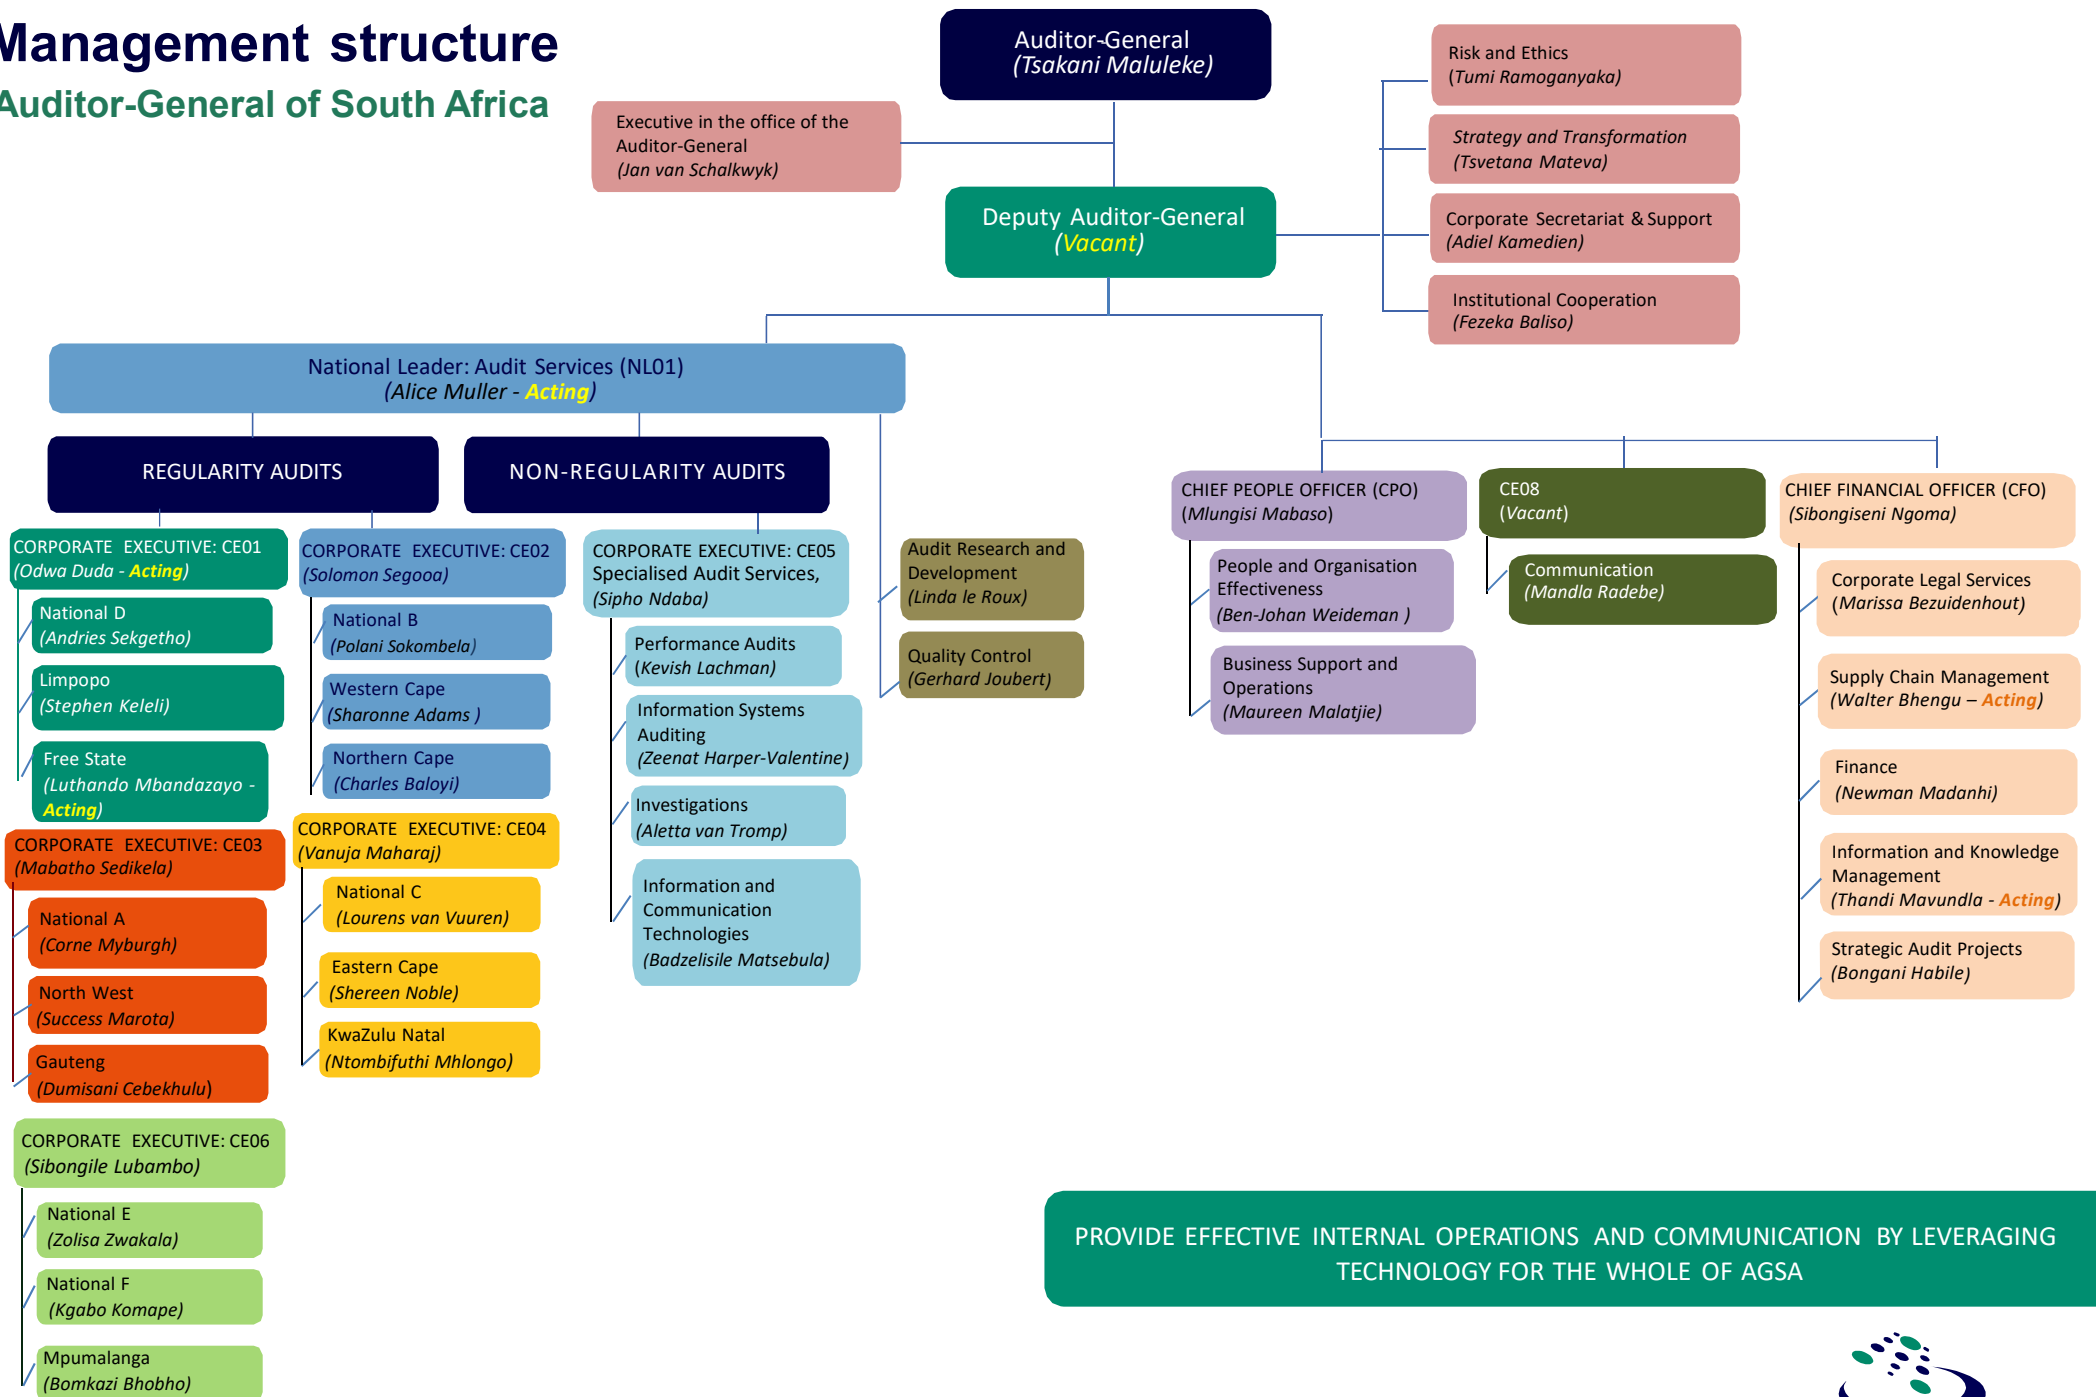 Management structure
Auditor-General of South Africa
Auditor-General
(Tsakani Maluleke)
Executive in the office of the
Auditor-General
(Jan van Schalkwyk)
Deputy Auditor-General
(Vacant)
Risk and Ethics
(Tumi Ramoganyaka)
Strategy and Transformation
(Tsvetana Mateva)
Corporate Secretariat & Support
(Adiel Kamedien)
Institutional Cooperation
(Fezeka Baliso)
National Leader: Audit Services (NL01)
(Alice Muller - Acting)
REGULARITY AUDITS
NON-REGULARITY AUDITS
CORPORATE EXECUTIVE: CE01
(Odwa Duda - Acting)
National D
(Andries Sekgetho)
Limpopo
(Stephen Keleli)
Free State
(Luthando Mbandazayo -
Acting)
CORPORATE EXECUTIVE: CE02
(Solomon Segooa)
National B
(Polani Sokombela)
Western Cape
(Sharonne Adams )
Northern Cape
(Charles Baloyi)
CORPORATE EXECUTIVE: CE03
(Mabatho Sedikela)
National A
(Corne Myburgh)
North West
(Success Marota)
Gauteng
(Dumisani Cebekhulu)
CORPORATE EXECUTIVE: CE04
(Vanuja Maharaj)
National C
(Lourens van Vuuren)
Eastern Cape
(Shereen Noble)
KwaZulu Natal
(Ntombifuthi Mhlongo)
CORPORATE EXECUTIVE: CE06
(Sibongile Lubambo)
National E
(Zolisa Zwakala)
National F
(Kgabo Komape)
Mpumalanga
(Bomkazi Bhobho)
CORPORATE EXECUTIVE: CE05
Specialised Audit Services,
(Sipho Ndaba)
Performance Audits
(Kevish Lachman)
Information Systems
Auditing
(Zeenat Harper-Valentine)
Investigations
(Aletta van Tromp)
Information and
Communication
Technologies
(Badzelisile Matsebula)
Audit Research and
Development
(Linda le Roux)
Quality Control
(Gerhard Joubert)
CHIEF PEOPLE OFFICER (CPO)
(Mlungisi Mabaso)
People and Organisation
Effectiveness
(Ben-Johan Weideman )
Business Support and
Operations
(Maureen Malatjie)
CE08
(Vacant)
Communication
(Mandla Radebe)
CHIEF FINANCIAL OFFICER (CFO)
(Sibongiseni Ngoma)
Corporate Legal Services
(Marissa Bezuidenhout)
Supply Chain Management
(Walter Bhengu – Acting)
Finance
(Newman Madanhi)
Information and Knowledge
Management
(Thandi Mavundla - Acting)
Strategic Audit Projects
(Bongani Habile)
PROVIDE EFFECTIVE INTERNAL OPERATIONS AND COMMUNICATION BY LEVERAGING
TECHNOLOGY FOR THE WHOLE OF AGSA